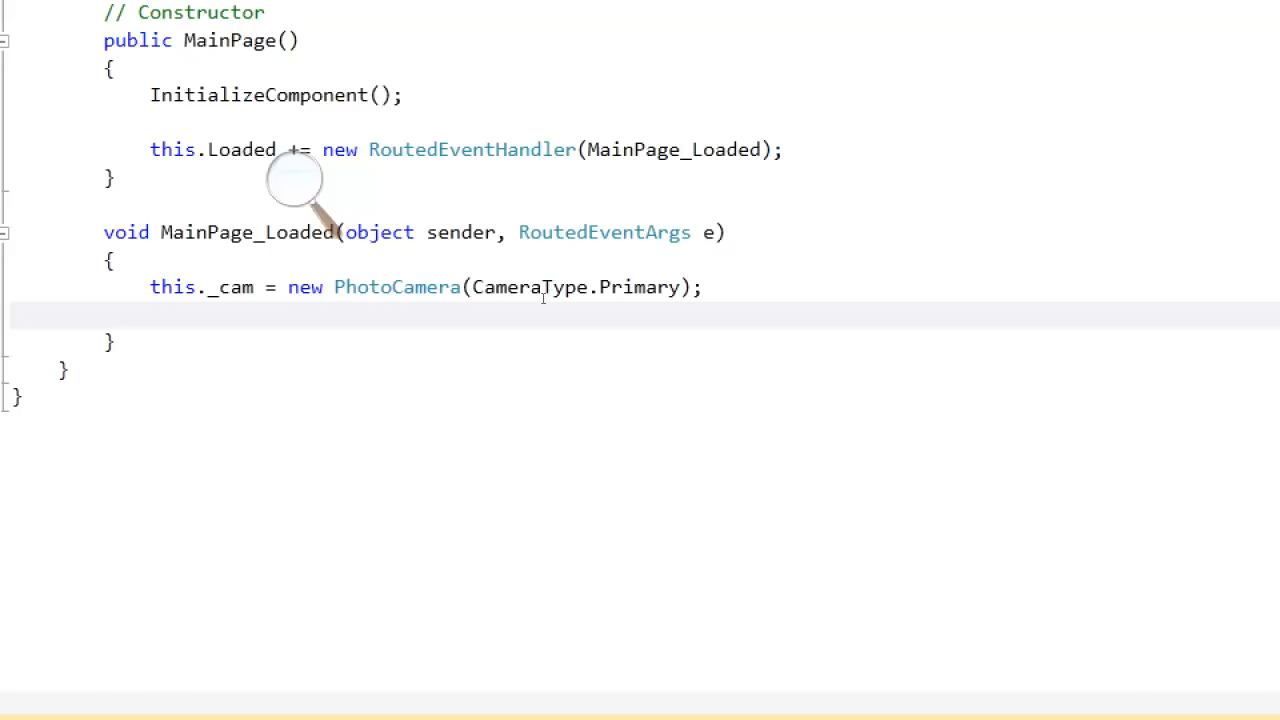 // Constructor
public MainPage()
{
InitializeComponent();
this.Loaded += new RoutedEventHandler(MainPage_Loaded);
}
void MainPage_Loaded(object sender, RoutedEventArgs e)
{
this._cam = new PhotoCamera(CameraType.Primary);
}
}
}